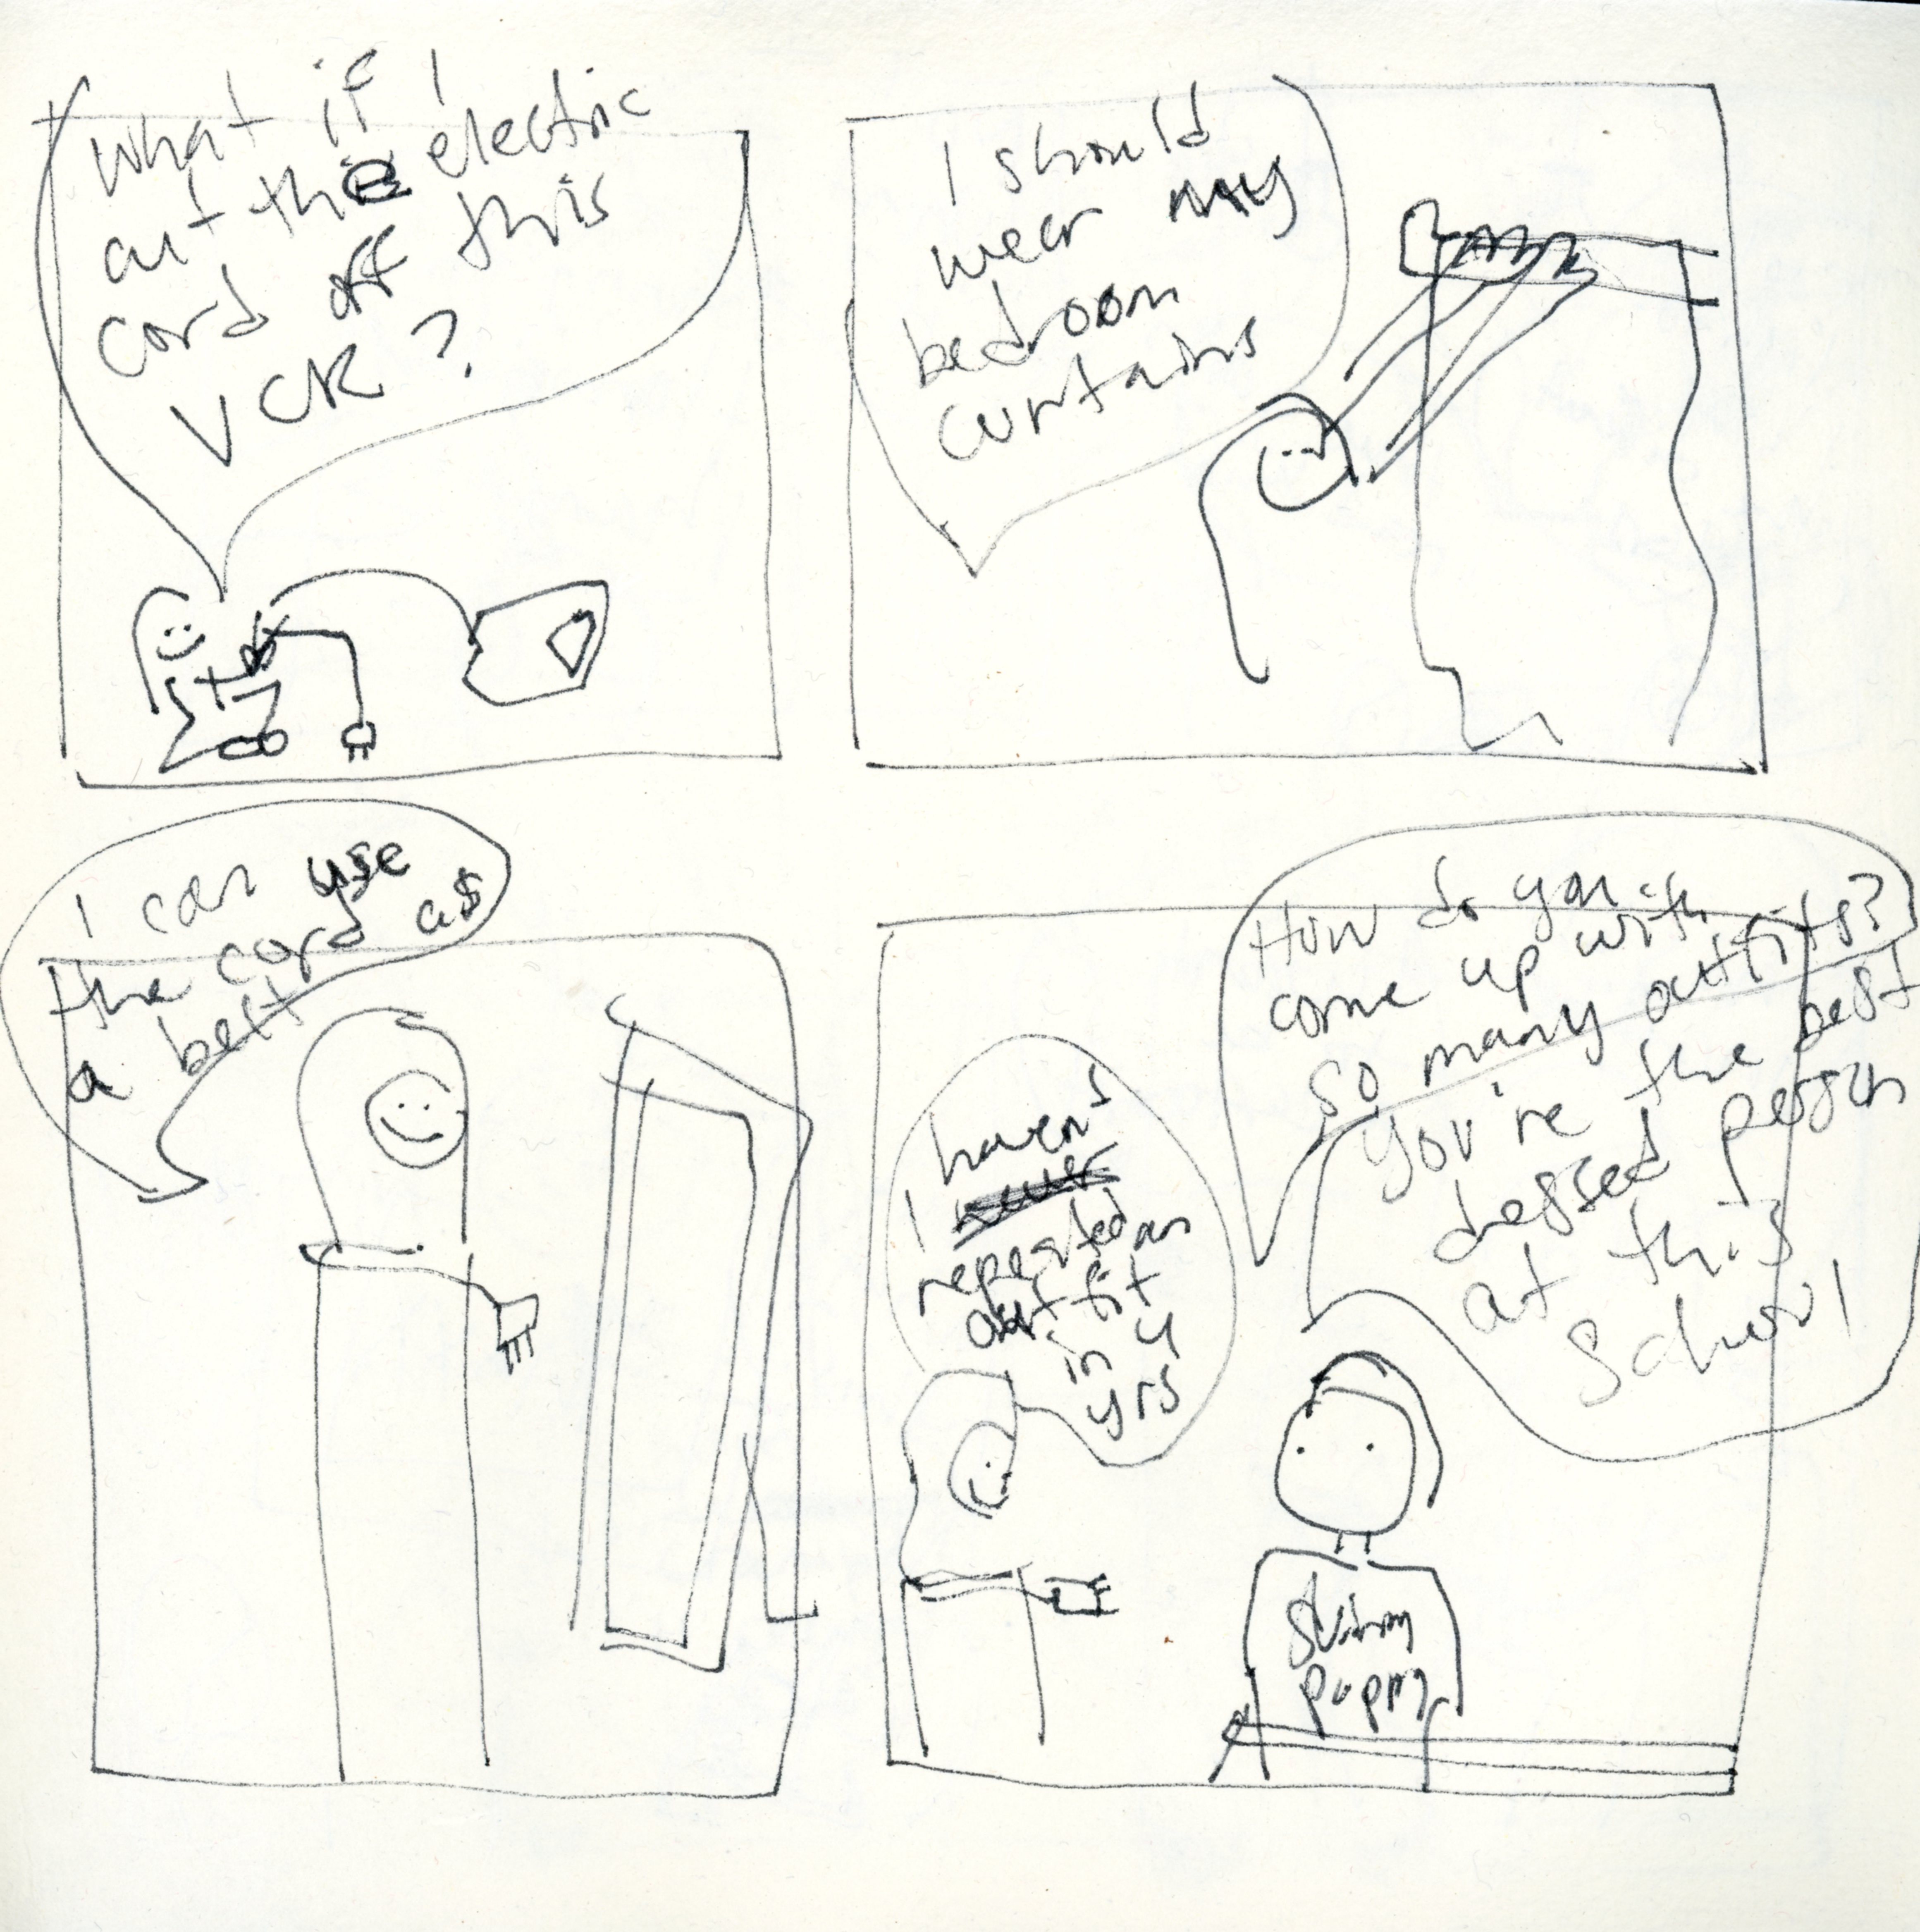 What if I
cut the electric
cord off this
VCR?
I should
wear my
bedroom
curtains
I can use
the cord as
a belt
How do you
come up with
so many outfits?
You're the best
dressed person
at this
school
I haven't
repeated an
outfit
in 4
yrs
Skinny
puppy